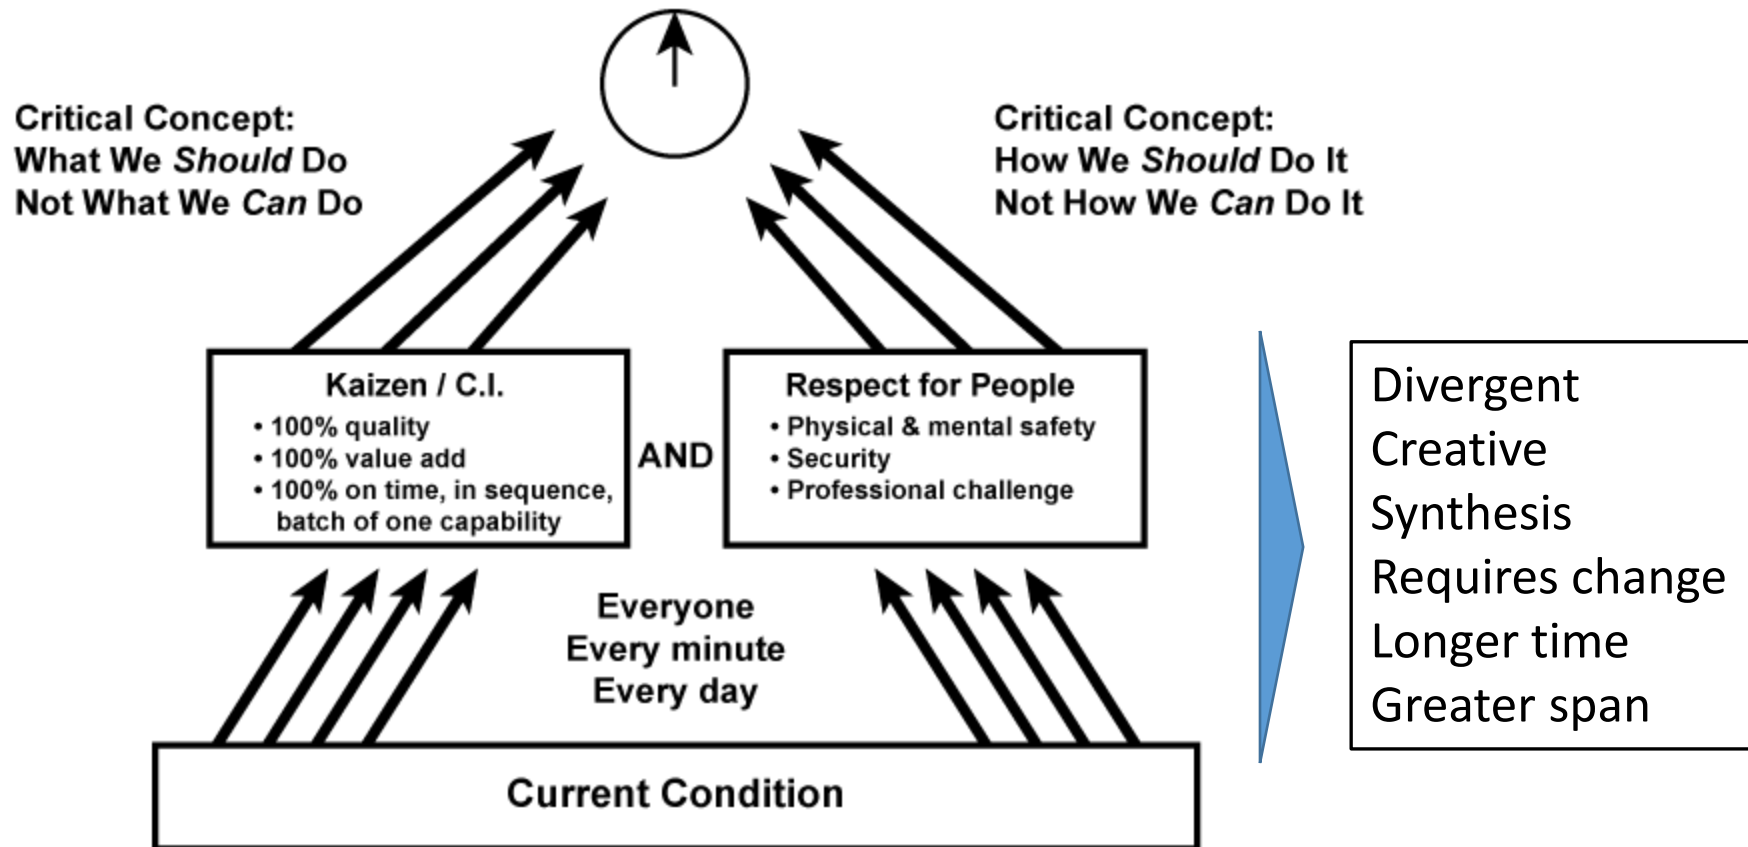 Critical Concept:
What We Should Do
Not What We Can Do
Critical Concept:
How We Should Do It
Not How We Can Do It
Kaizen / C.I.
• 100% quality
• 100% value add
• 100% on time, in sequence,
batch of one capability
AND
Respect for People
• Physical & mental safety
• Security
• Professional challenge
Everyone
Every minute
Every day
Current Condition
Divergent
Creative
Synthesis
Requires change
Longer time
Greater span